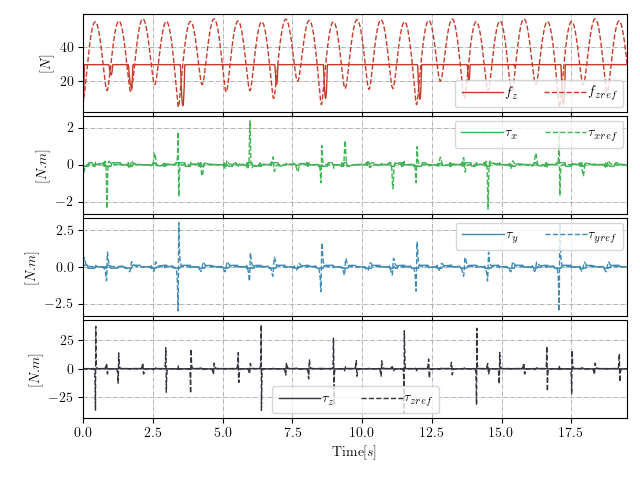 [N]
40
20
f_z f_zref
[N.m]
2
0
−2
τ_x τ_xref
[N.m]
2.5
0.0
−2.5
τ_y τ_yref
[N.m]
25
0
−25
τ_z τ_zref
0.0 2.5 5.0 7.5 10.0 12.5 15.0 17.5
Time[s]